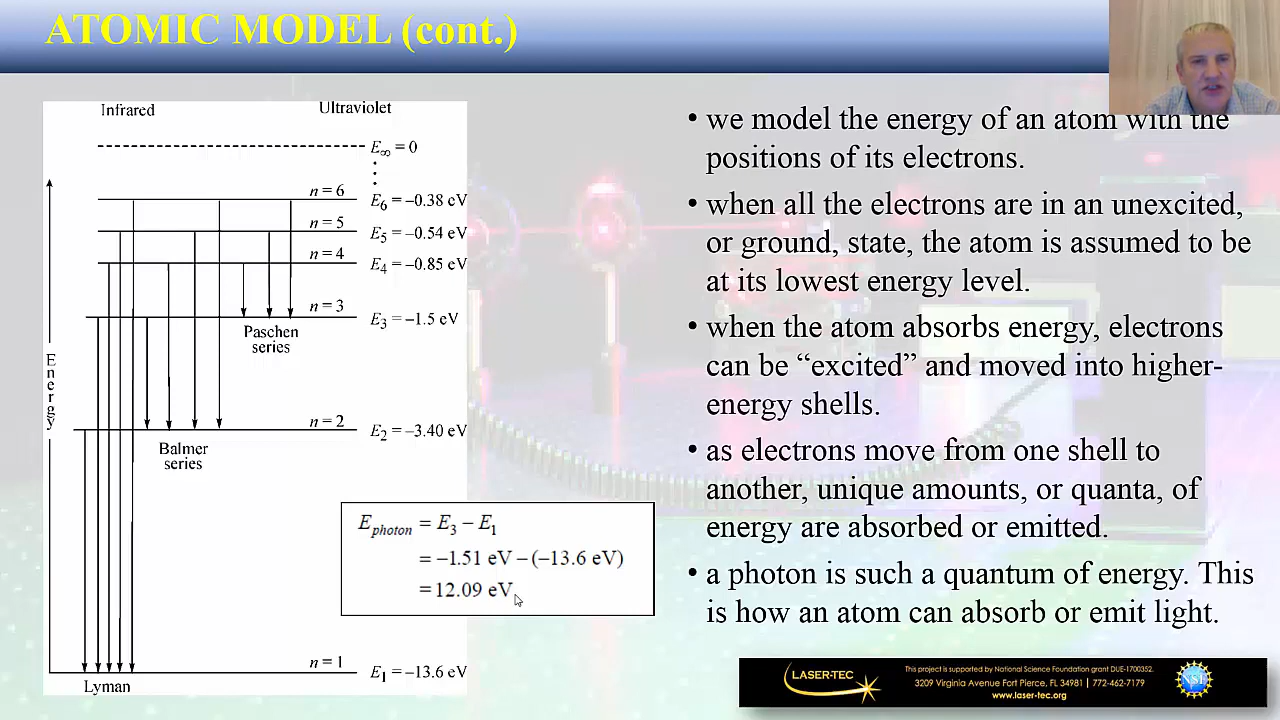 ATOMIC MODEL (cont.)
Infrared
Ultraviolet
E∞ = 0
n = 6
E6 = –0.38 eV
n = 5
E5 = –0.54 eV
n = 4
E4 = –0.85 eV
n = 3
E3 = –1.5 eV
Paschen
series
Energy
n = 2
E2 = –3.40 eV
Balmer
series
Ephoton = E3 – E1
= –1.51 eV – (–13.6 eV)
= 12.09 eV
n = 1
E1 = –13.6 eV
Lyman
• we model the energy of an atom with the
positions of its electrons.
• when all the electrons are in an unexcited,
or ground, state, the atom is assumed to be
at its lowest energy level.
• when the atom absorbs energy, electrons
can be “excited” and moved into higher-
energy shells.
• as electrons move from one shell to
another, unique amounts, or quanta, of
energy are absorbed or emitted.
• a photon is such a quantum of energy. This
is how an atom can absorb or emit light.
LASER-TEC
This project is supported by National Science Foundation grant DUE-1700352.
3209 Virginia Avenue Fort Pierce, FL 34981 | 772-462-7179
www.laser-tec.org
NSF